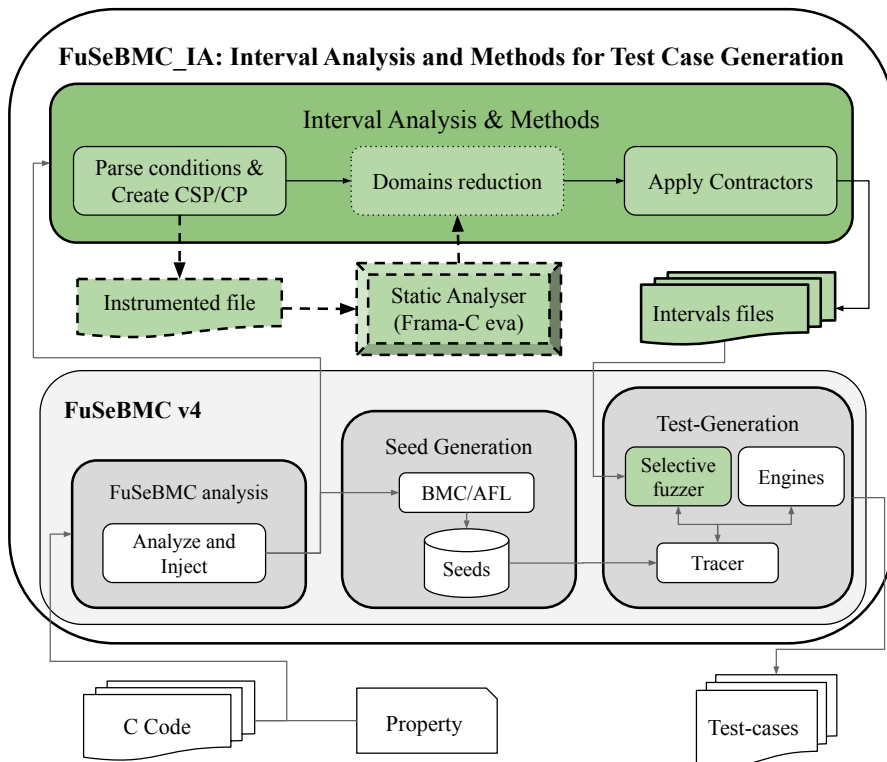 FuSeBMC_IA: Interval Analysis and Methods for Test Case Generation
Interval Analysis & Methods
Parse conditions &
Create CSP/CP
Domains reduction
Apply Contractors
Instrumented file
Static Analyser
(Frama-C eva)
Intervals files
FuSeBMC v4
FuSeBMC analysis
Analyze and
Inject
Seed Generation
BMC/AFL
Seeds
Test-Generation
Selective
fuzzer
Engines
Tracer
C Code
Property
Test-cases